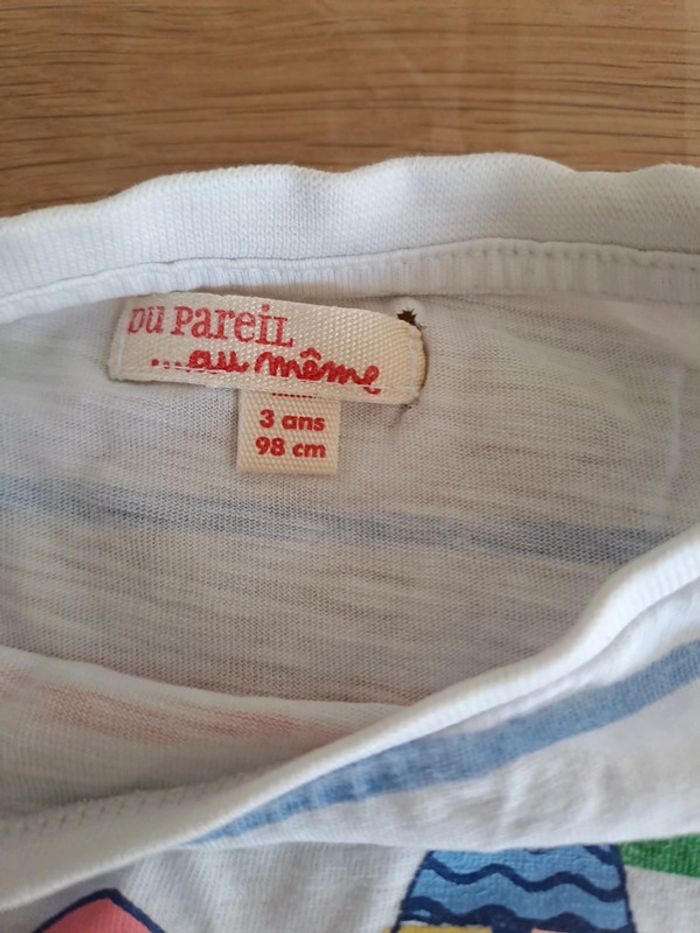 DU PareiL
...au même
3 ans
98 cm